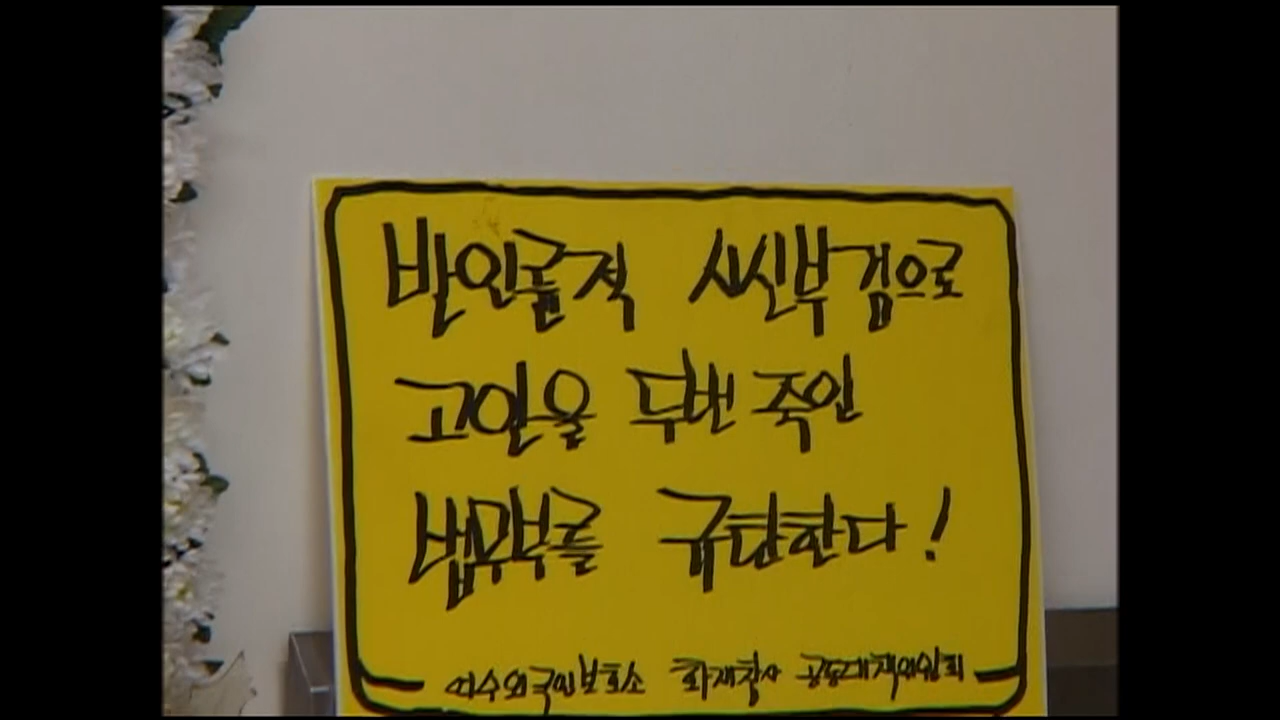 반인륜적 시신부검으로
고인을 두번 죽인
법무부를 규탄한다!
여수외국인보호소 화재참사 공동대책위원회